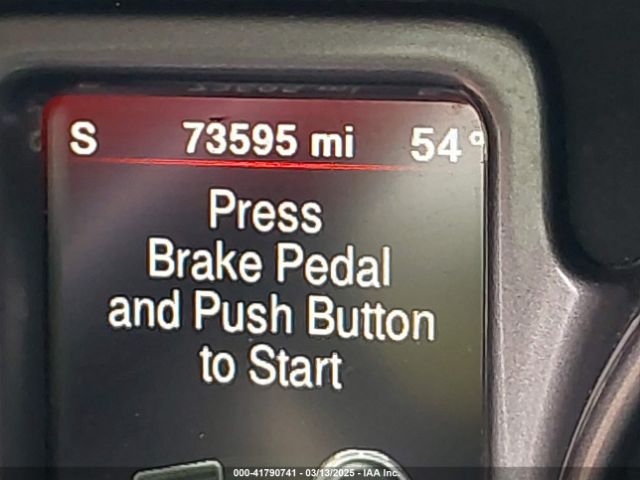 S 73595 mi 54°
Press
Brake Pedal
and Push Button
to Start
000-41790741 - 03/13/2025 - IAA Inc.